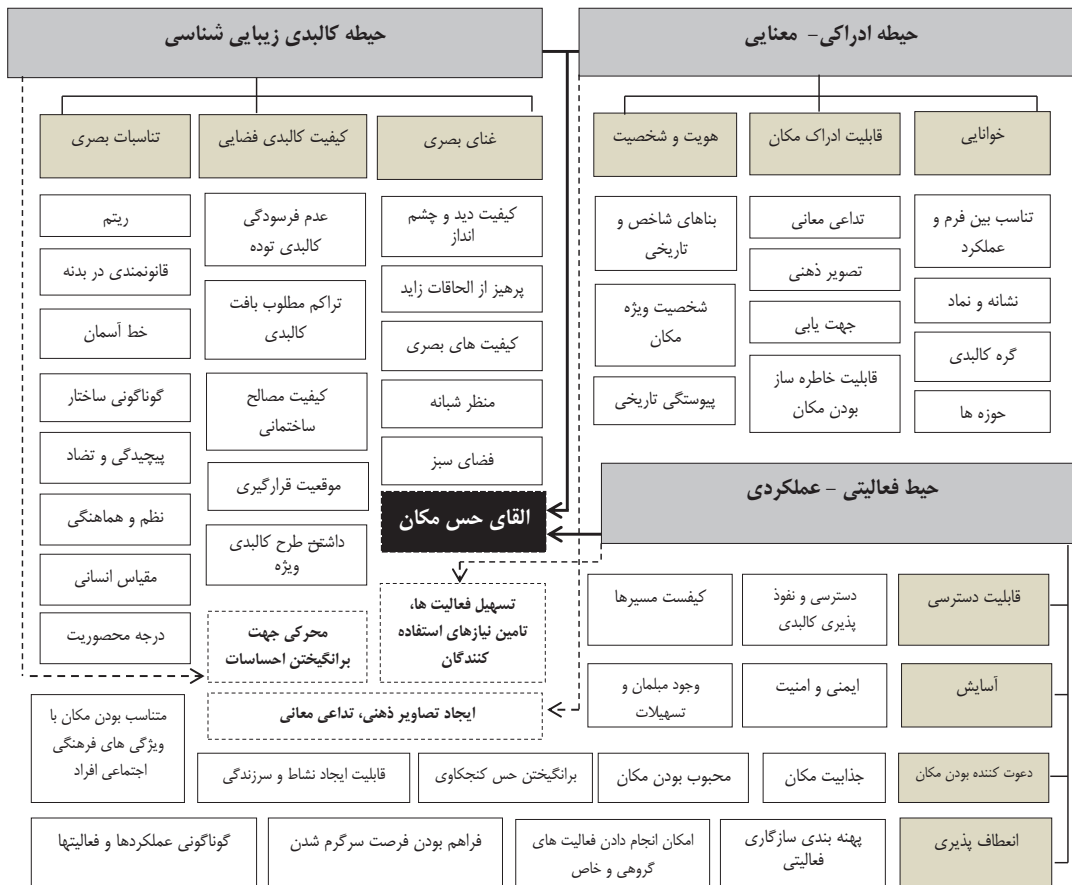 حیطه ادراکی- معنایی
خوانایی
قابلیت ادراک مکان
هویت و شخصیت
تناسب بین فرم و
عملکرد
نشانه و نماد
گره کالبدی
حوزه ها
تداعی معانی
تصویر ذهنی
جهت یابی
قابلیت خاطره ساز
بودن مکان
بناهای شاخص و
تاریخی
شخصیت ویژه
مکان
پیوستگی تاریخی
حیطه کالبدی زیبایی شناسی
غنای بصری
کیفیت کالبدی فضایی
تناسبات بصری
کیفیت دید و چشم
انداز
پرهیز از الحاقات زاید
کیفیت های بصری
منظر شبانه
فضای سبز
عدم فرسودگی
کالبدی توده
تراکم مطلوب بافت
کالبدی
کیفیت مصالح
ساختمانی
موقعیت قرارگیری
داشتن طرح کالبدی
ویژه
ریتم
قانونمندی در بدنه
خط آسمان
گوناگونی ساختار
پیچیدگی و تضاد
نظم و هماهنگی
مقیاس انسانی
درجه محصوریت
القای حس مکان
حیط فعالیتی - عملکردی
تسهیل فعالیت ها،
تامین نیازهای استفاده
کنندگان
محرکی جهت
برانگیختن احساسات
ایجاد تصاویر ذهنی، تداعی معانی
قابلیت دسترسی
دسترسی و نفوذ
پذیری کالبدی
کیفست مسیرها
آسایش
ایمنی و امنیت
وجود مبلمان و
تسهیلات
دعوت کننده بودن مکان
جذابیت مکان
محبوب بودن مکان
برانگیختن حس کنجکاوی
قابلیت ایجاد نشاط و سرزندگی
متناسب بودن مکان با
ویژگی های فرهنگی
اجتماعی افراد
انعطاف پذیری
پهنه بندی سازگاری
فعالیتی
امکان انجام دادن فعالیت های
گروهی و خاص
فراهم بودن فرصت سرگرم شدن
گوناگونی عملکردها و فعالیتها